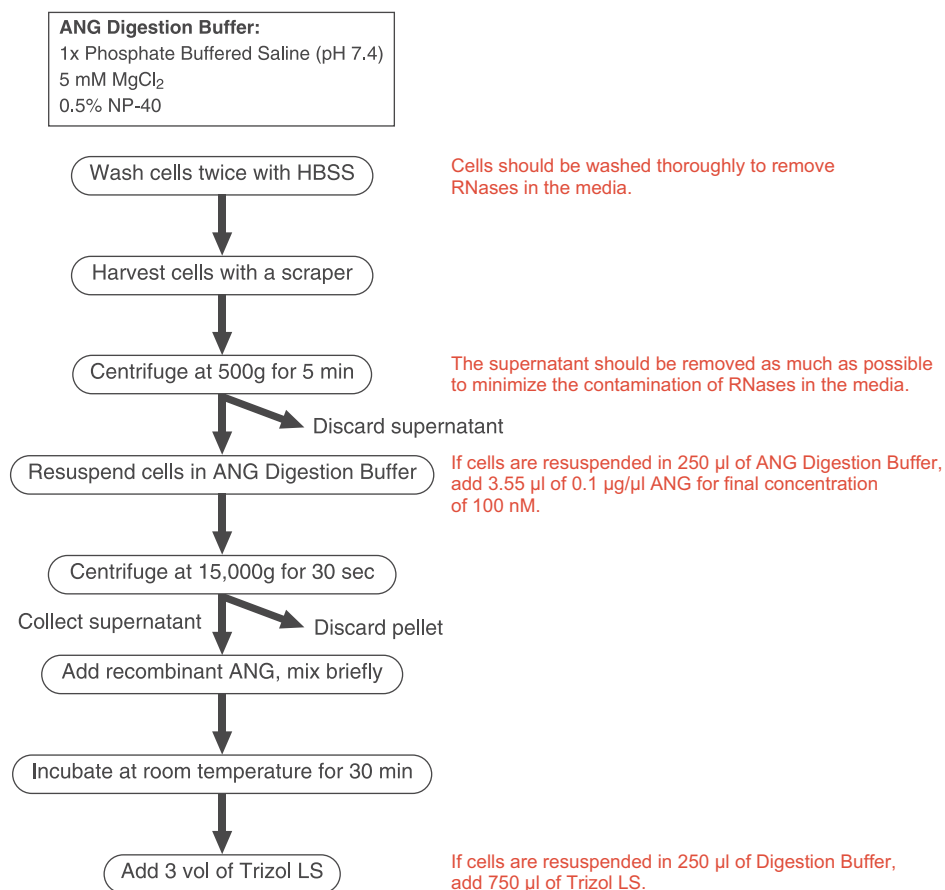 ANG Digestion Buffer:
1x Phosphate Buffered Saline (pH 7.4)
5 mM MgCl₂
0.5% NP-40
Wash cells twice with HBSS
Cells should be washed thoroughly to remove
RNases in the media.
Harvest cells with a scraper
Centrifuge at 500g for 5 min
The supernatant should be removed as much as possible
to minimize the contamination of RNases in the media.
Discard supernatant
Resuspend cells in ANG Digestion Buffer
If cells are resuspended in 250 µl of ANG Digestion Buffer,
add 3.55 µl of 0.1 µg/µl ANG for final concentration
of 100 nM.
Centrifuge at 15,000g for 30 sec
Collect supernatant
Discard pellet
Add recombinant ANG, mix briefly
Incubate at room temperature for 30 min
Add 3 vol of Trizol LS
If cells are resuspended in 250 µl of Digestion Buffer,
add 750 µl of Trizol LS.